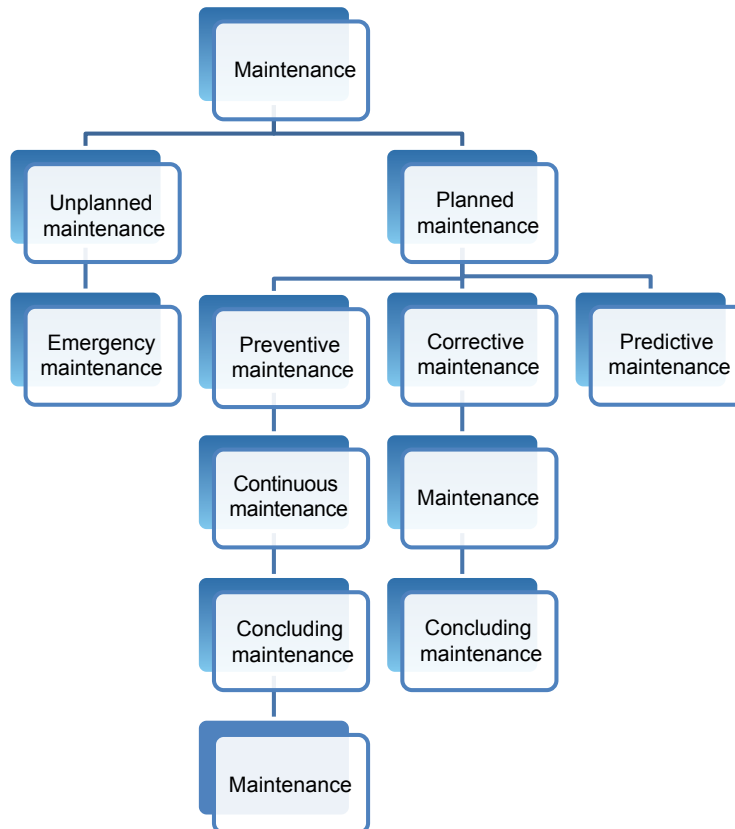 Maintenance
Unplanned
maintenance
Planned
maintenance
Emergency
maintenance
Preventive
maintenance
Corrective
maintenance
Predictive
maintenance
Continuous
maintenance
Maintenance
Concluding
maintenance
Concluding
maintenance
Maintenance